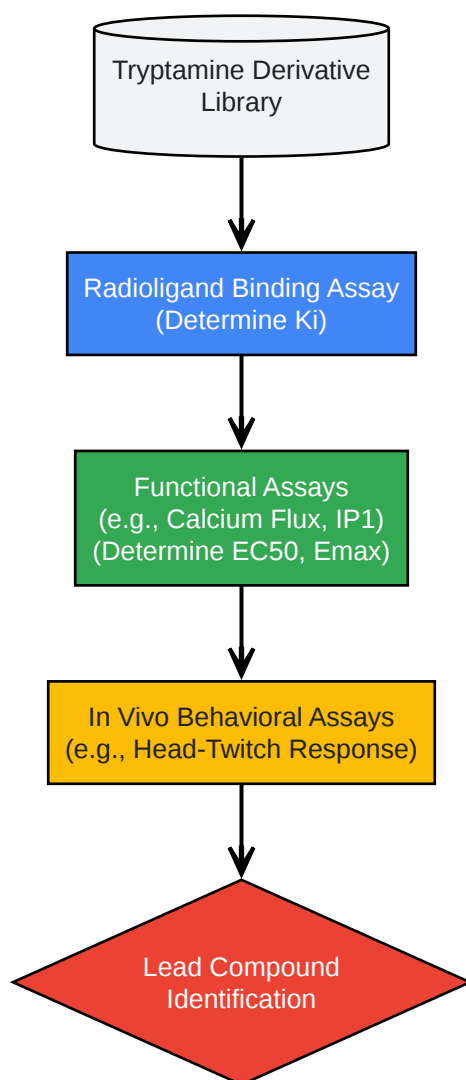 Tryptamine Derivative
Library
Radioligand Binding Assay
(Determine Ki)
Functional Assays
(e.g., Calcium Flux, IP1)
(Determine EC50, Emax)
In Vivo Behavioral Assays
(e.g., Head-Twitch Response)
Lead Compound
Identification